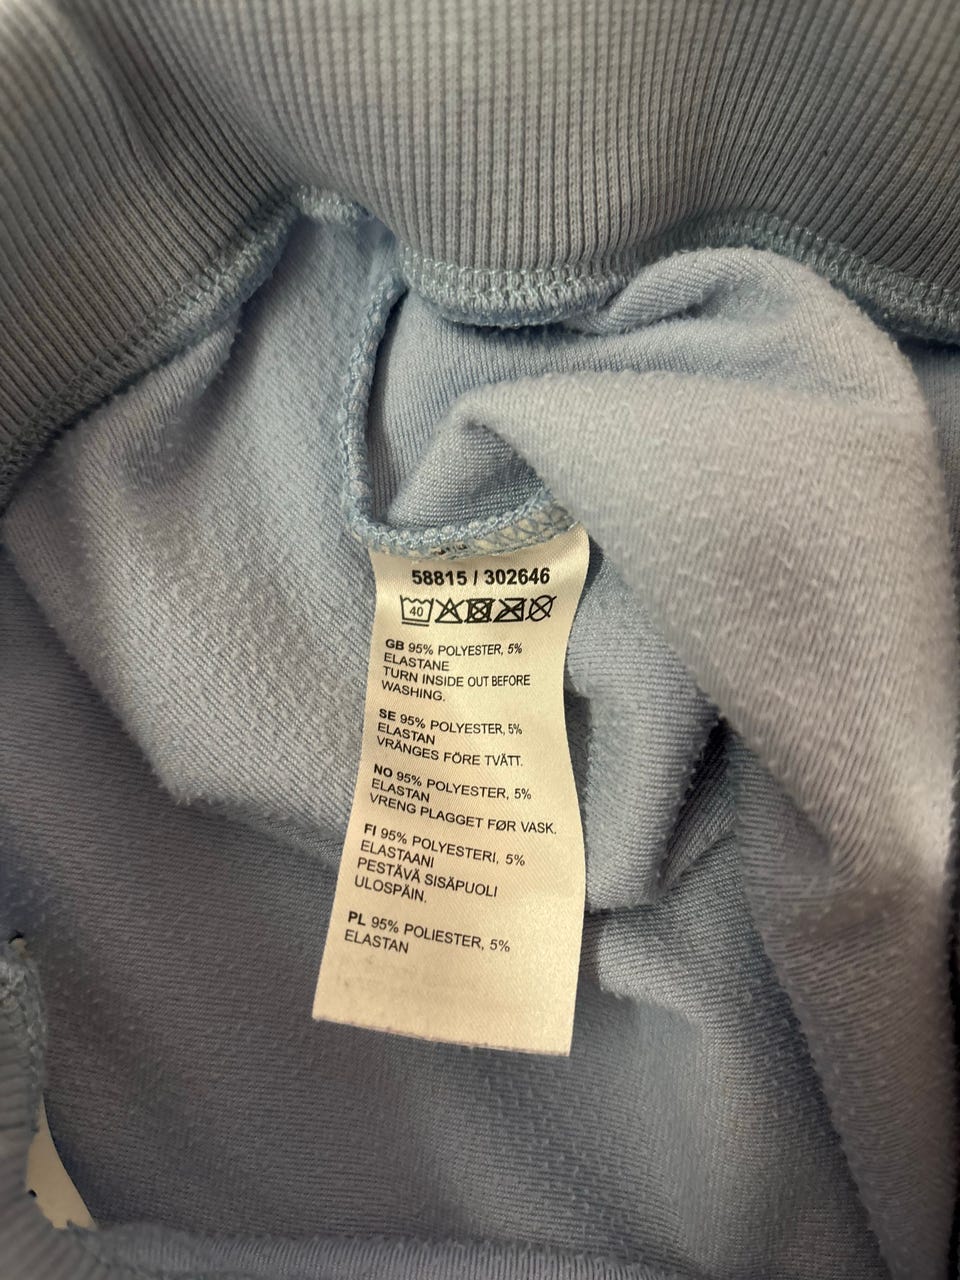 58815 / 302646
40
GB 95% POLYESTER, 5%
ELASTANE
TURN INSIDE OUT BEFORE
WASHING.
SE 95% POLYESTER, 5%
ELASTAN
VRÄNGES FÖRE TVÄTT.
NO 95% POLYESTER, 5%
ELASTAN
VRENG PLAGGET FØR VASK.
FI 95% POLYESTERI, 5%
ELASTAANI
PESTÄVÄ SISÄPUOLI
ULOSPÄIN.
PL 95% POLIESTER, 5%
ELASTAN